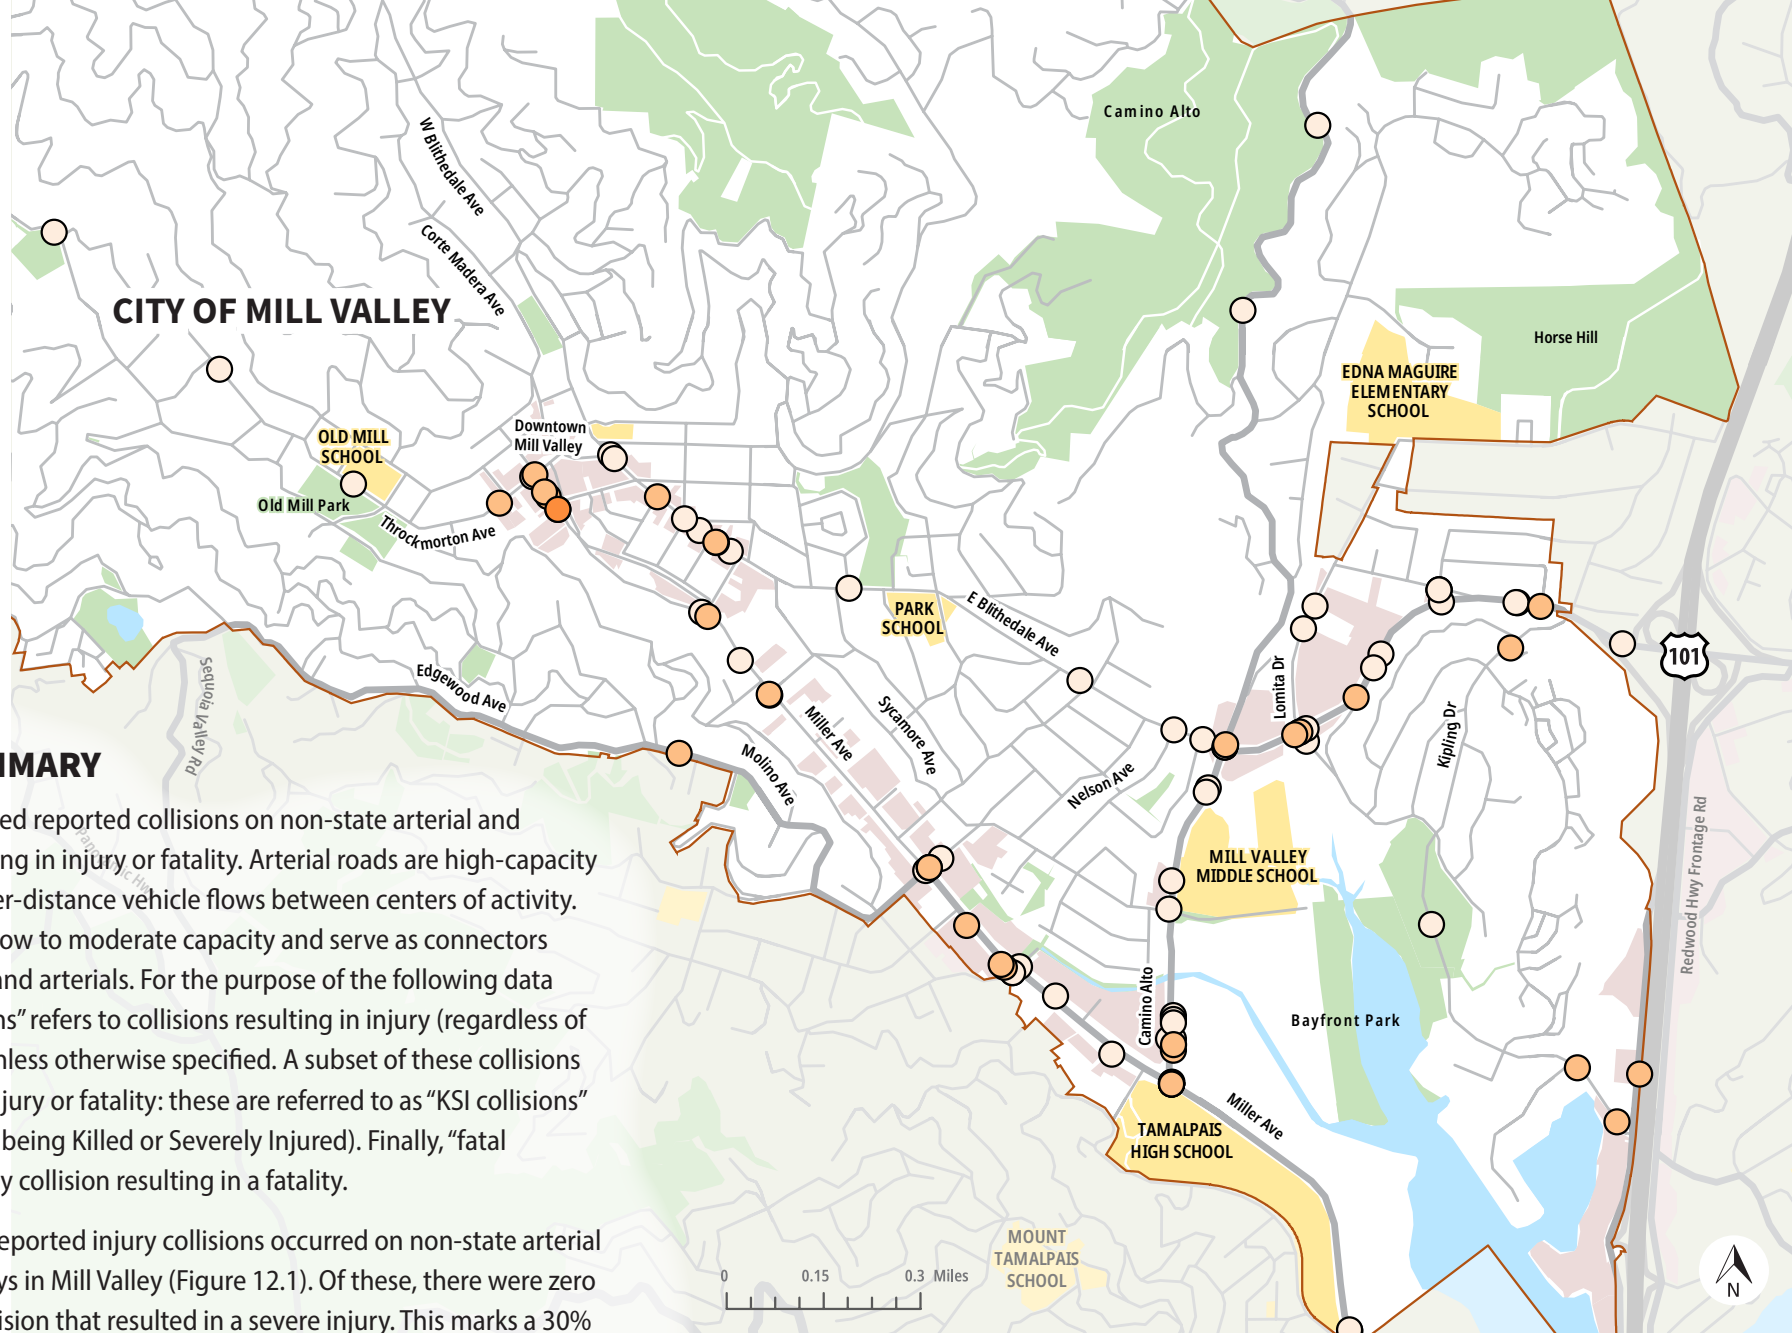 Camino Alto
W Blithedale Ave
Corte Madera Ave
CITY OF MILL VALLEY
Horse Hill
EDNA MAGUIRE
ELEMENTARY
SCHOOL
Downtown
Mill Valley
OLD MILL
SCHOOL
Old Mill Park
Throckmorton Ave
PARK
SCHOOL
E Blithedale Ave
101
Edgewood Ave
Sequoia Valley Rd
Lomita Dr
Sycamore Ave
Miller Ave
Kipling Dr
Molino Ave
Nelson Ave
MILL VALLEY
MIDDLE SCHOOL
Redwood Hwy Frontage Rd
Camino Alto
Bayfront Park
Miller Ave
TAMALPAIS
HIGH SCHOOL
MOUNT
TAMALPAIS
SCHOOL
0 0.15 0.3 Miles
N
Panoramic Hwy
MMARY
ed reported collisions on non-state arterial and
ng in injury or fatality. Arterial roads are high-capacity
er-distance vehicle flows between centers of activity.
ow to moderate capacity and serve as connectors
and arterials. For the purpose of the following data
ns” refers to collisions resulting in injury (regardless of
nless otherwise specified. A subset of these collisions
jury or fatality: these are referred to as “KSI collisions”
being Killed or Severely Injured). Finally, “fatal
y collision resulting in a fatality.
eported injury collisions occurred on non-state arterial
ys in Mill Valley (Figure 12.1). Of these, there were zero
ision that resulted in a severe injury. This marks a 30%